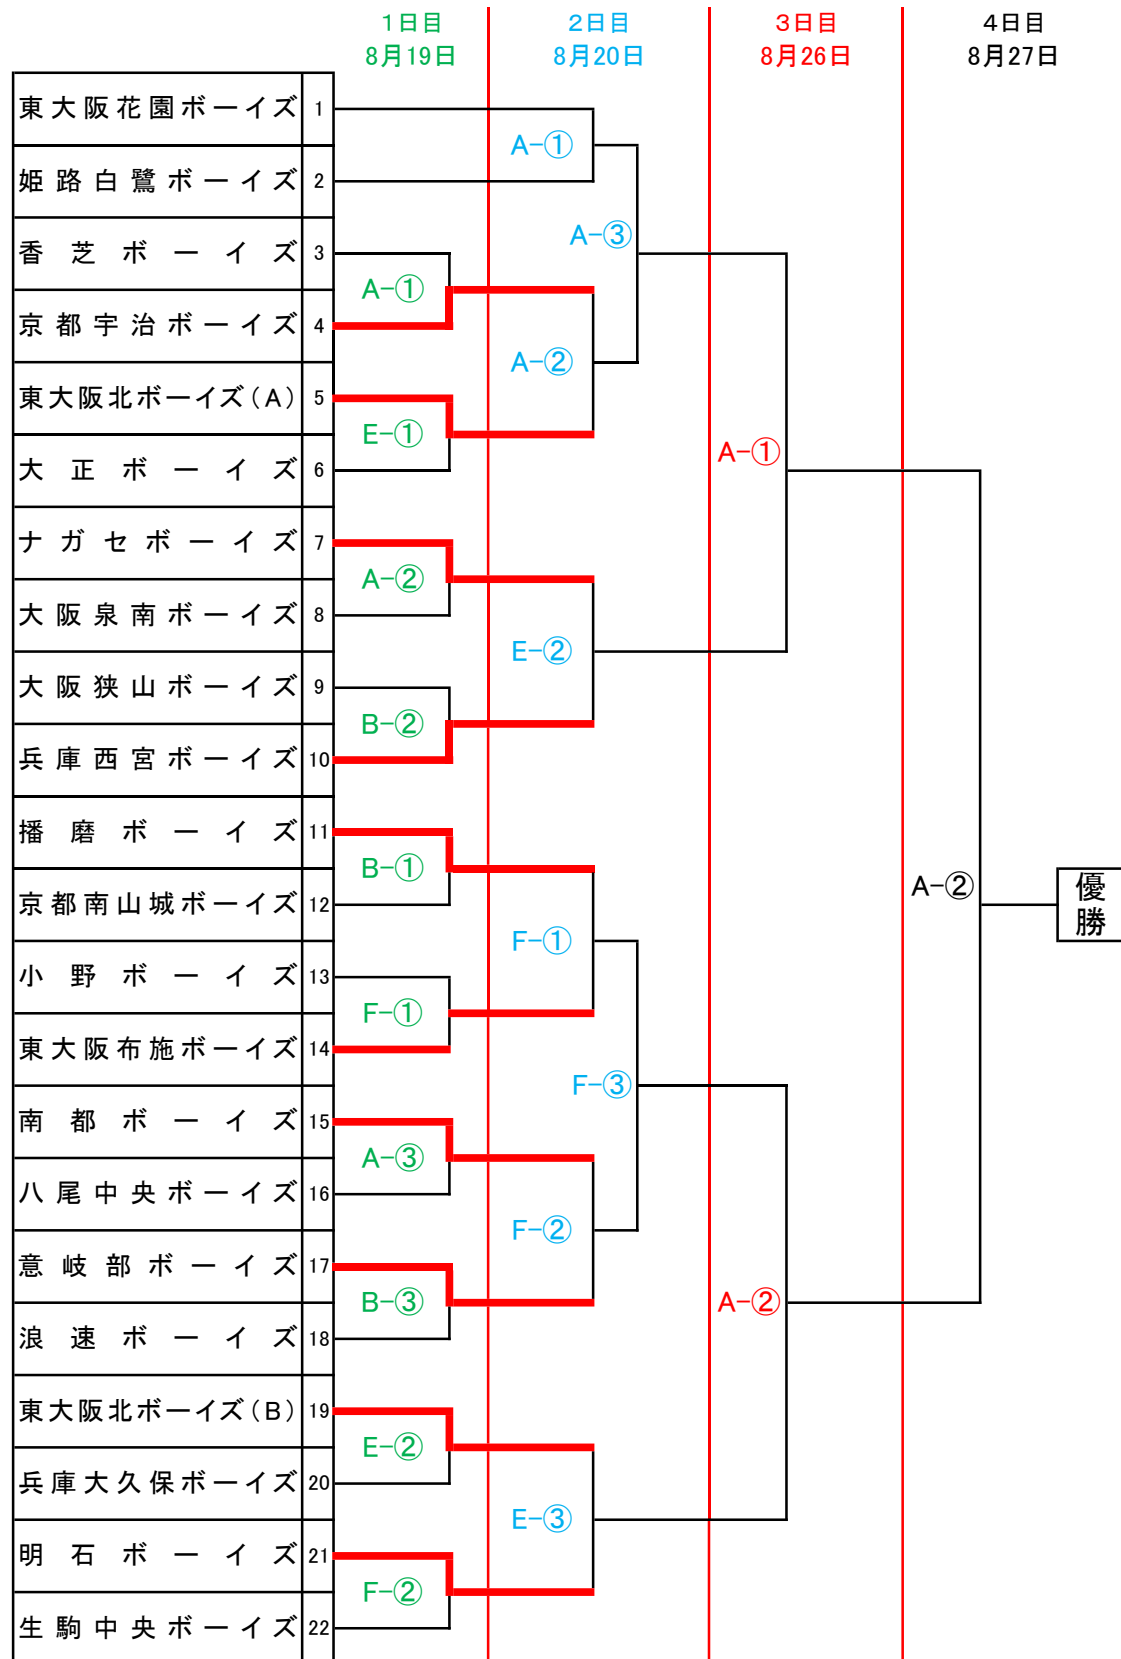 1日目 2日目 3日目 4日目
8月19日 8月20日 8月26日 8月27日
東大阪花園ボーイズ 1
A-①
姫路白鷺ボーイズ 2
A-③
香芝ボーイズ 3
A-①
京都宇治ボーイズ 4
A-②
東大阪北ボーイズ(A) 5
E-① A-①
大正ボーイズ 6
ナガセボーイズ 7
A-②
大阪泉南ボーイズ 8
E-②
大阪狭山ボーイズ 9
B-②
兵庫西宮ボーイズ 10
播磨ボーイズ 11
B-① A-② 優勝
京都南山城ボーイズ 12
F-①
小野ボーイズ 13
F-①
東大阪布施ボーイズ 14
F-③
南都ボーイズ 15
A-③
八尾中央ボーイズ 16
F-②
意岐部ボーイズ 17
B-③ A-②
浪速ボーイズ 18
東大阪北ボーイズ(B) 19
E-②
兵庫大久保ボーイズ 20
E-③
明石ボーイズ 21
F-②
生駒中央ボーイズ 22